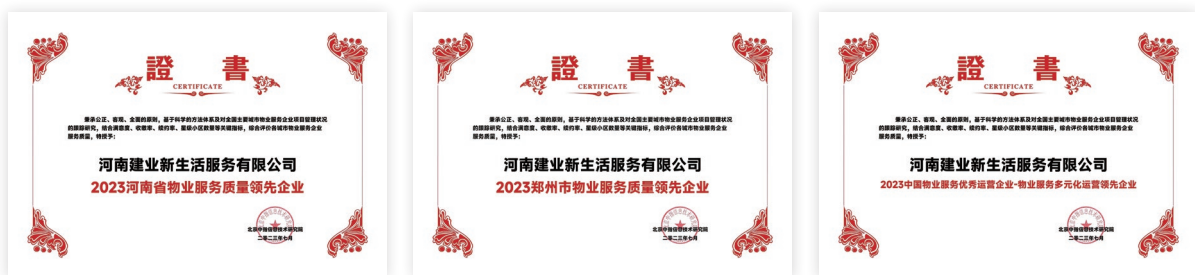 證 書
CERTIFICATE
秉承公正、客观、全面的原则，基于科学的方法体系及对全国主要城市物业服务企业项目管理状况
的跟踪研究，结合满意度、收缴率、续约率、星级小区数量等关键指标，综合评价各城市物业服务企业
服务质量，特授予：
河南建业新生活服务有限公司
2023河南省物业服务质量领先企业
北京中指信息技术研究院
二零二三年七月
證 書
CERTIFICATE
秉承公正、客观、全面的原则，基于科学的方法体系及对全国主要城市物业服务企业项目管理状况
的跟踪研究，结合满意度、收缴率、续约率、星级小区数量等关键指标，综合评价各城市物业服务企业
服务质量，特授予：
河南建业新生活服务有限公司
2023郑州市物业服务质量领先企业
北京中指信息技术研究院
二零二三年七月
證 書
CERTIFICATE
秉承公正、客观、全面的原则，基于科学的方法体系及对全国主要城市物业服务企业项目管理状况
的跟踪研究，结合满意度、收缴率、续约率、星级小区数量等关键指标，综合评价各城市物业服务企业
服务质量，特授予：
河南建业新生活服务有限公司
2023中国物业服务优秀运营企业-物业服务多元化运营领先企业
北京中指信息技术研究院
二零二三年七月